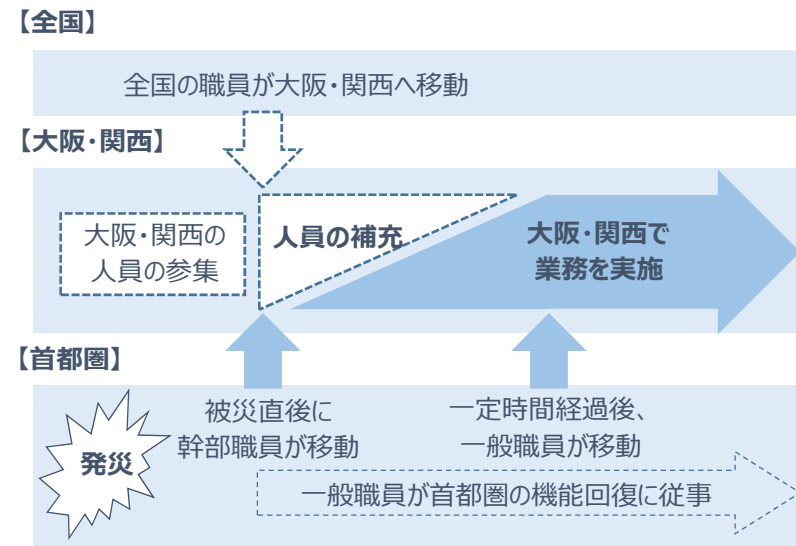 【全国】
全国の職員が大阪・関西へ移動
【大阪・関西】
大阪・関西の
人員の参集
人員の補充
大阪・関西で
業務を実施
【首都圏】
発災
被災直後に
幹部職員が移動
一定時間経過後、
一般職員が移動
一般職員が首都圏の機能回復に従事